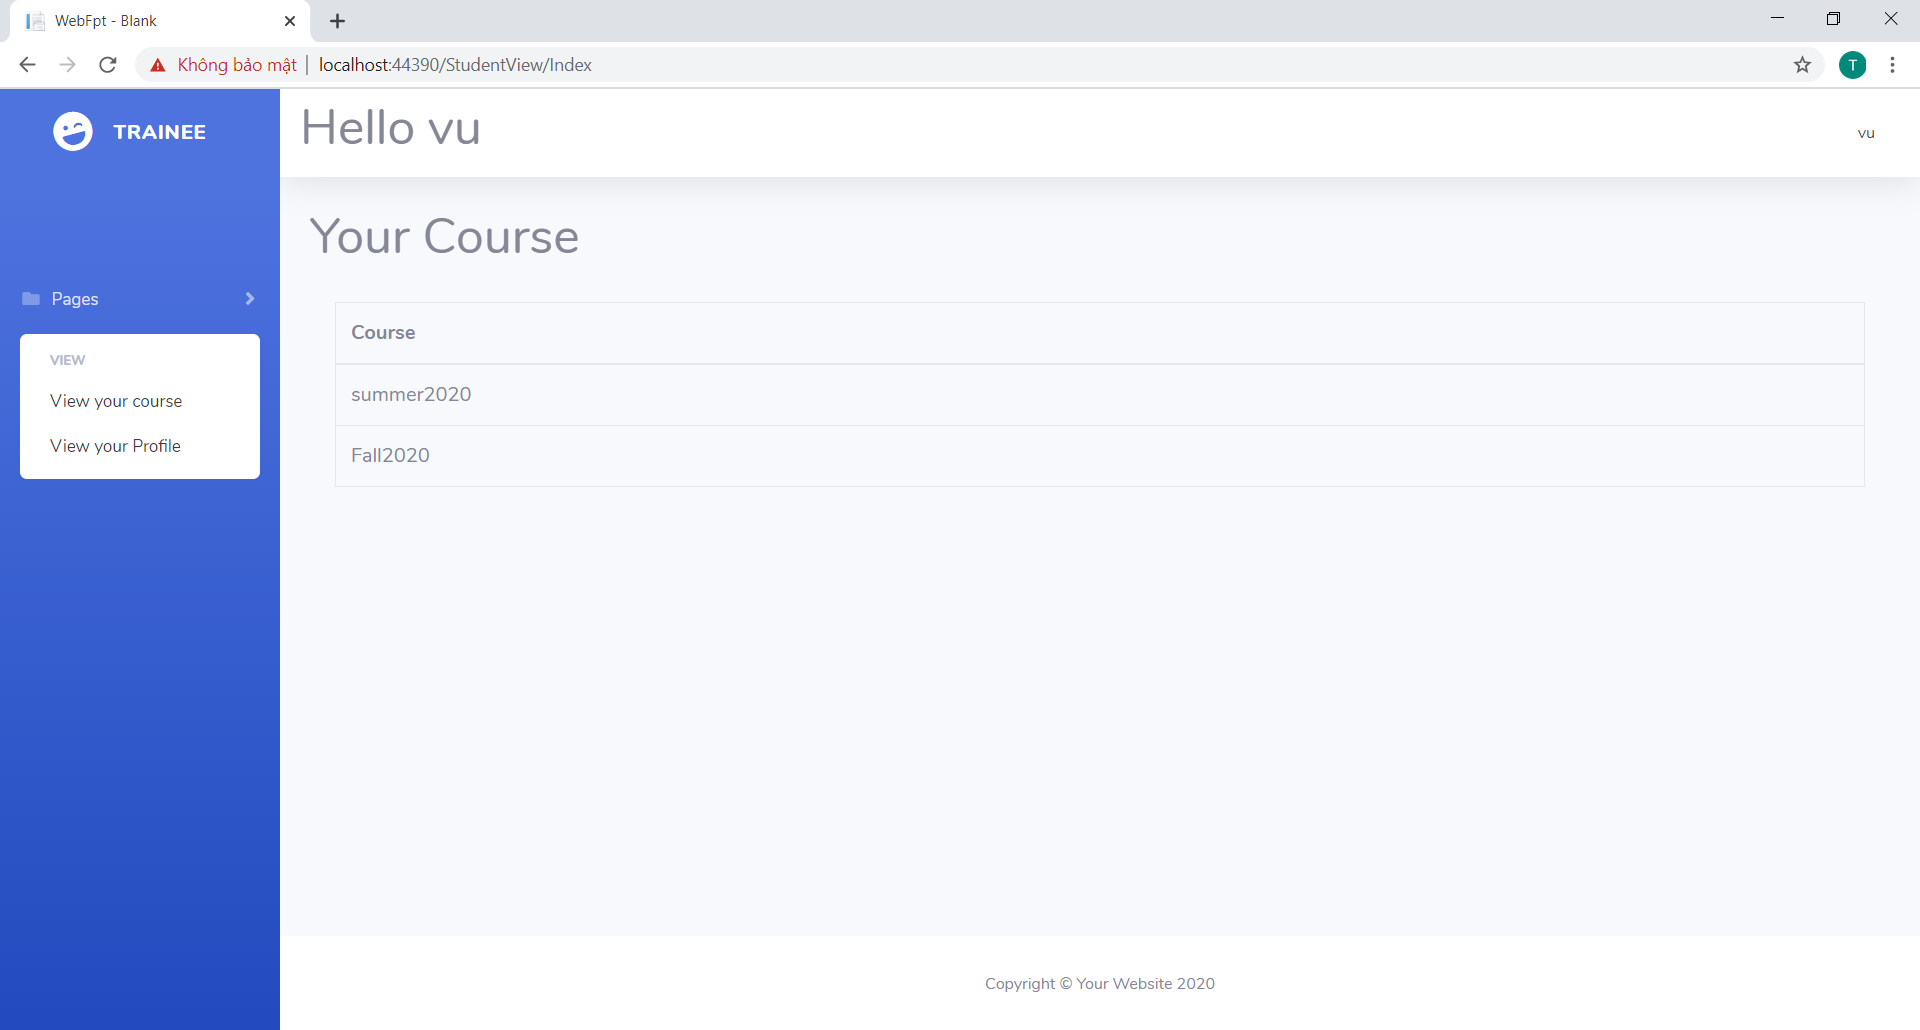 WebFpt - Blank
Không bảo mật | localhost:44390/StudentView/Index
T
TRAINEE
Hello vu
vu
Your Course
Pages
VIEW
View your course
View your Profile
Course
summer2020
Fall2020
Copyright © Your Website 2020